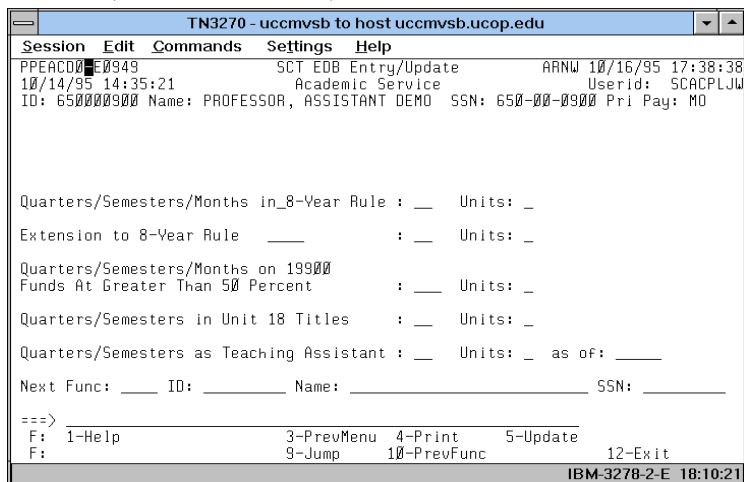 TN3270 - uccmvsb to host uccmvsb.ucop.edu
Session Edit Commands Settings Help
PPEACD0-E0949 SCT EDB Entry/Update ARNW 10/16/95 17:38:38
10/14/95 14:35:21 Academic Service Userid: SCACPLJW
ID: 650000900 Name: PROFESSOR, ASSISTANT DEMO SSN: 650-00-0900 Pri Pay: MO
Quarters/Semesters/Months in_8-Year Rule : __ Units: _
Extension to 8-Year Rule ____ : __ Units: _
Quarters/Semesters/Months on 19900
Funds At Greater Than 50 Percent : ___ Units: _
Quarters/Semesters in Unit 18 Titles : __ Units: _
Quarters/Semesters as Teaching Assistant : __ Units: _ as of: _____
Next Func: ____ ID: _________ Name: __________________________ SSN: _________
===> ________________________________________________________
F: 1-Help 3-PrevMenu 4-Print 5-Update
F: 9-Jump 10-PrevFunc 12-Exit
IBM-3278-2-E 18:10:21